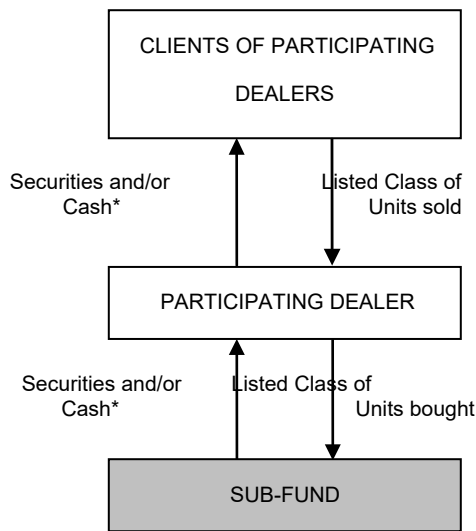 CLIENTS OF PARTICIPATING
DEALERS
Securities and/or
Cash*
Listed Class of
Units sold
PARTICIPATING DEALER
Securities and/or
Cash*
Listed Class of
Units bought
SUB-FUND